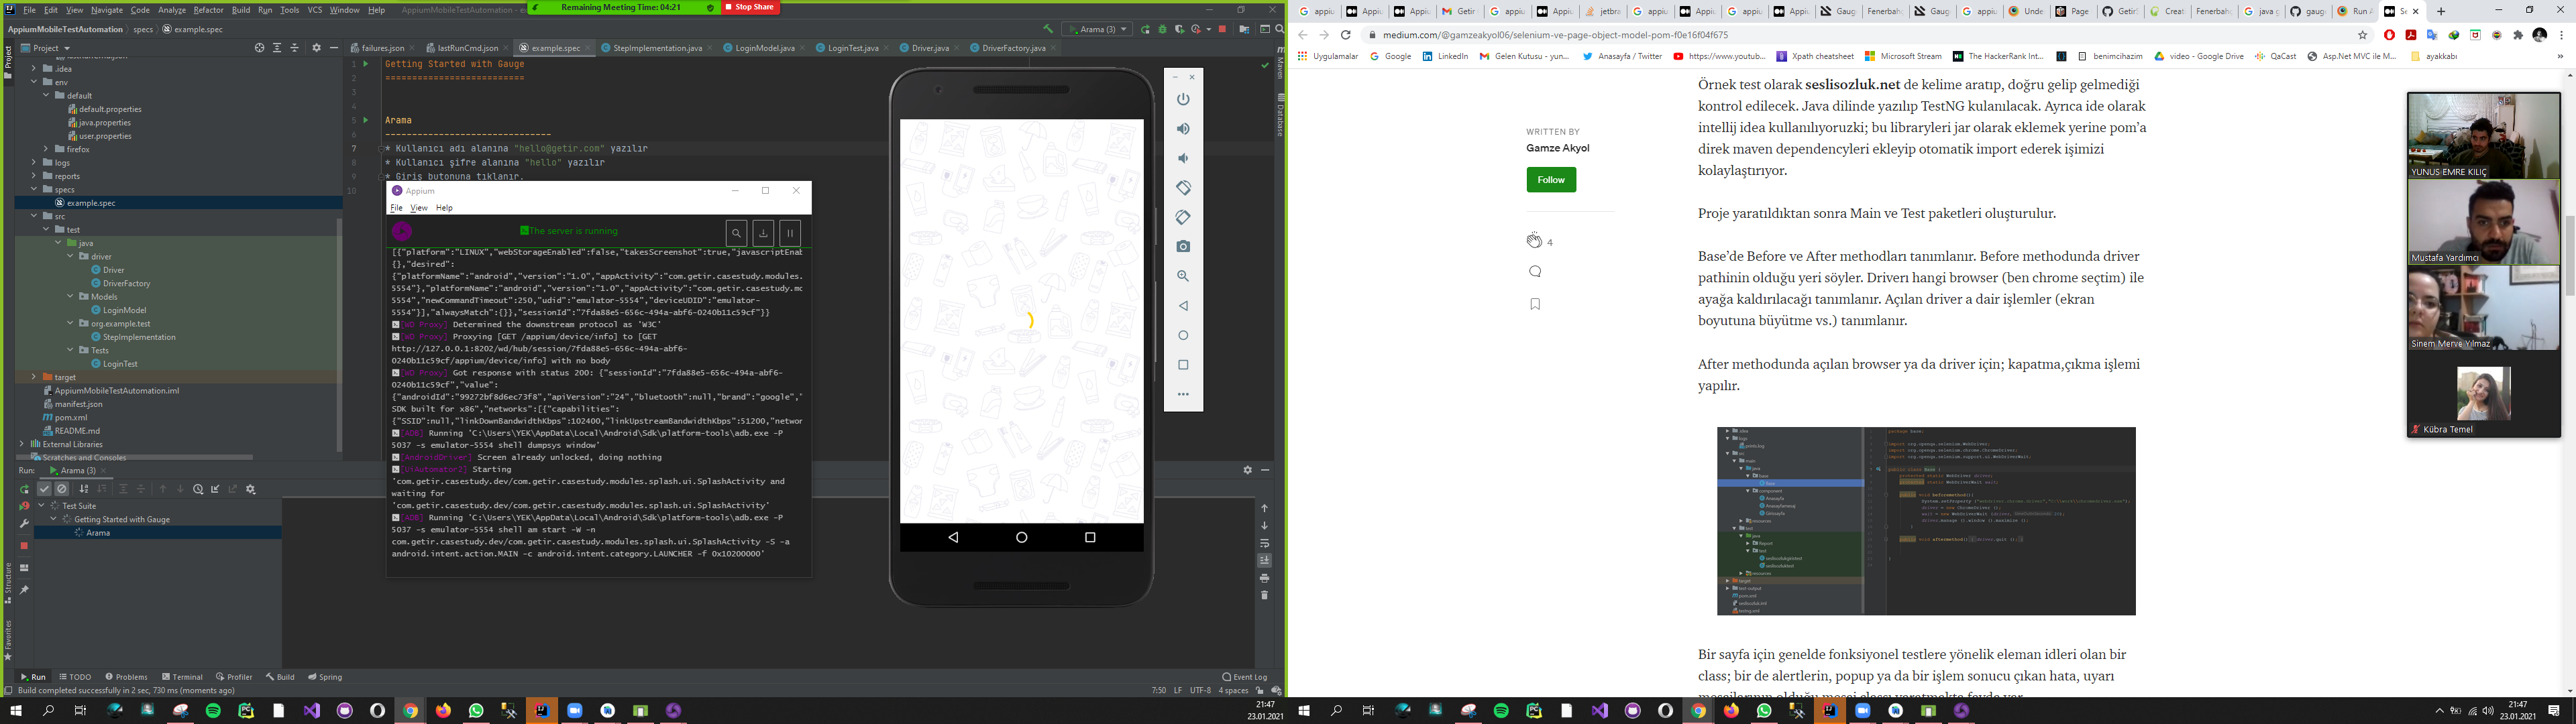 File Edit View Navigate Code Analyze Refactor Build Run Tools VCS Window Help
Remaining Meeting Time: 04:21
Stop Share
AppiumMobileTestAutomation specs example.spec
Arama (3)
Project
failures.json
lastRunCmd.json
example.spec
StepImplementation.java
LoginModel.java
LoginTest.java
Driver.java
DriverFactory.java
.idea
env
default
default.properties
java.properties
user.properties
firefox
logs
reports
specs
example.spec
src
test
java
driver
Driver
DriverFactory
Models
LoginModel
org.example.test
StepImplementation
Tests
LoginTest
target
AppiumMobileTestAutomation.iml
manifest.json
pom.xml
README.md
External Libraries
Scratches and Consoles
1 Getting Started with Gauge
2 ==========================
3
4
5 Arama
6 -------------------------------
7 * Kullanıcı adı alanına "hello@getir.com" yazılır
8 * Kullanıcı şifre alanına "hello" yazılır
9 * Giriş butonuna tıklanır.
10
Maven
Database
Appium
File View Help
The server is running
[{"platform":"LINUX","webStorageEnabled":false,"takesScreenshot":true,"javascriptEnab
{},"desired":
{"platformName":"android","version":"1.0","appActivity":"com.getir.casestudy.modules.
5554"},"platformName":"android","version":"1.0","appActivity":"com.getir.casestudy.mo
5554","newCommandTimeout":250,"udid":"emulator-5554","deviceUDID":"emulator-
5554"}],"alwaysMatch":{}},"sessionId":"7fda88e5-656c-494a-abf6-0240b11c59cf"}}
[WD Proxy] Determined the downstream protocol as 'W3C'
[WD Proxy] Proxying [GET /appium/device/info] to [GET
http://127.0.0.1:8202/wd/hub/session/7fda88e5-656c-494a-abf6-
0240b11c59cf/appium/device/info] with no body
[WD Proxy] Got response with status 200: {"sessionId":"7fda88e5-656c-494a-abf6-
0240b11c59cf","value":
{"androidId":"99272bf8d6ec73f8","apiVersion":"24","bluetooth":null,"brand":"google","
SDK built for x86","networks":[{"capabilities":
{"SSID":null,"linkDownBandwidthKbps":102400,"linkUpstreamBandwidthKbps":51200,"networ
[ADB] Running 'C:\Users\YEK\AppData\Local\Android\Sdk\platform-tools\adb.exe -P
5037 -s emulator-5554 shell dumpsys window'
[AndroidDriver] Screen already unlocked, doing nothing
[UiAutomator2] Starting
'com.getir.casestudy.dev/com.getir.casestudy.modules.splash.ui.SplashActivity and
waiting for
'com.getir.casestudy.dev/com.getir.casestudy.modules.splash.ui.SplashActivity'
[ADB] Running 'C:\Users\YEK\AppData\Local\Android\Sdk\platform-tools\adb.exe -P
5037 -s emulator-5554 shell am start -W -n
com.getir.casestudy.dev/com.getir.casestudy.modules.splash.ui.SplashActivity -S -a
android.intent.action.MAIN -c android.intent.category.LAUNCHER -f 0x10200000'
Run: Arama (3)
Test Suite
Getting Started with Gauge
Arama
Structure
Favorites
Run TODO Problems Terminal Profiler Build Spring
Event Log
Build completed successfully in 2 sec, 730 ms (moments ago)
7:50 LF UTF-8 4 spaces
21:47
23.01.2021
medium.com/@gamzeakyol06/selenium-ve-page-object-model-pom-f0e16f04f675
Uygulamalar Google LinkedIn Gelen Kutusu - yun... Anasayfa / Twitter https://www.youtub... Xpath cheatsheet Microsoft Stream The HackerRank Int... benimcihazim video - Google Drive QaCast Asp.Net MVC ile M... ayakkabı
WRITTEN BY
Gamze Akyol
Follow
4
Örnek test olarak seslisozluk.net de kelime aratıp, doğru gelip gelmediği
kontrol edilecek. Java dilinde yazılıp TestNG kulanılacak. Ayrıca ide olarak
intellij idea kullanılıyoruzki; bu libraryleri jar olarak eklemek yerine pom'a
direk maven dependencyleri ekleyip otomatik import ederek işimizi
kolaylaştırıyor.
Proje yaratıldıktan sonra Main ve Test paketleri oluşturulur.
Base'de Before ve After methodları tanımlanır. Before methodunda driver
pathinin olduğu yeri söyler. Driverı hangi browser (ben chrome seçtim) ile
ayağa kaldırılacağı tanımlanır. Açılan driver a dair işlemler (ekran
boyutuna büyütme vs.) tanımlanır.
After methodunda açılan browser ya da driver için; kapatma,çıkma işlemi
yapılır.
Bir sayfa için genelde fonksiyonel testlere yönelik eleman idleri olan bir
class; bir de alertlerin, popup ya da bir işlem sonucu çıkan hata, uyarı
YUNUS EMRE KILIÇ
Mustafa Yardımcı
Sinem Merve Yılmaz
Kübra Temel
21:47
23.01.2021